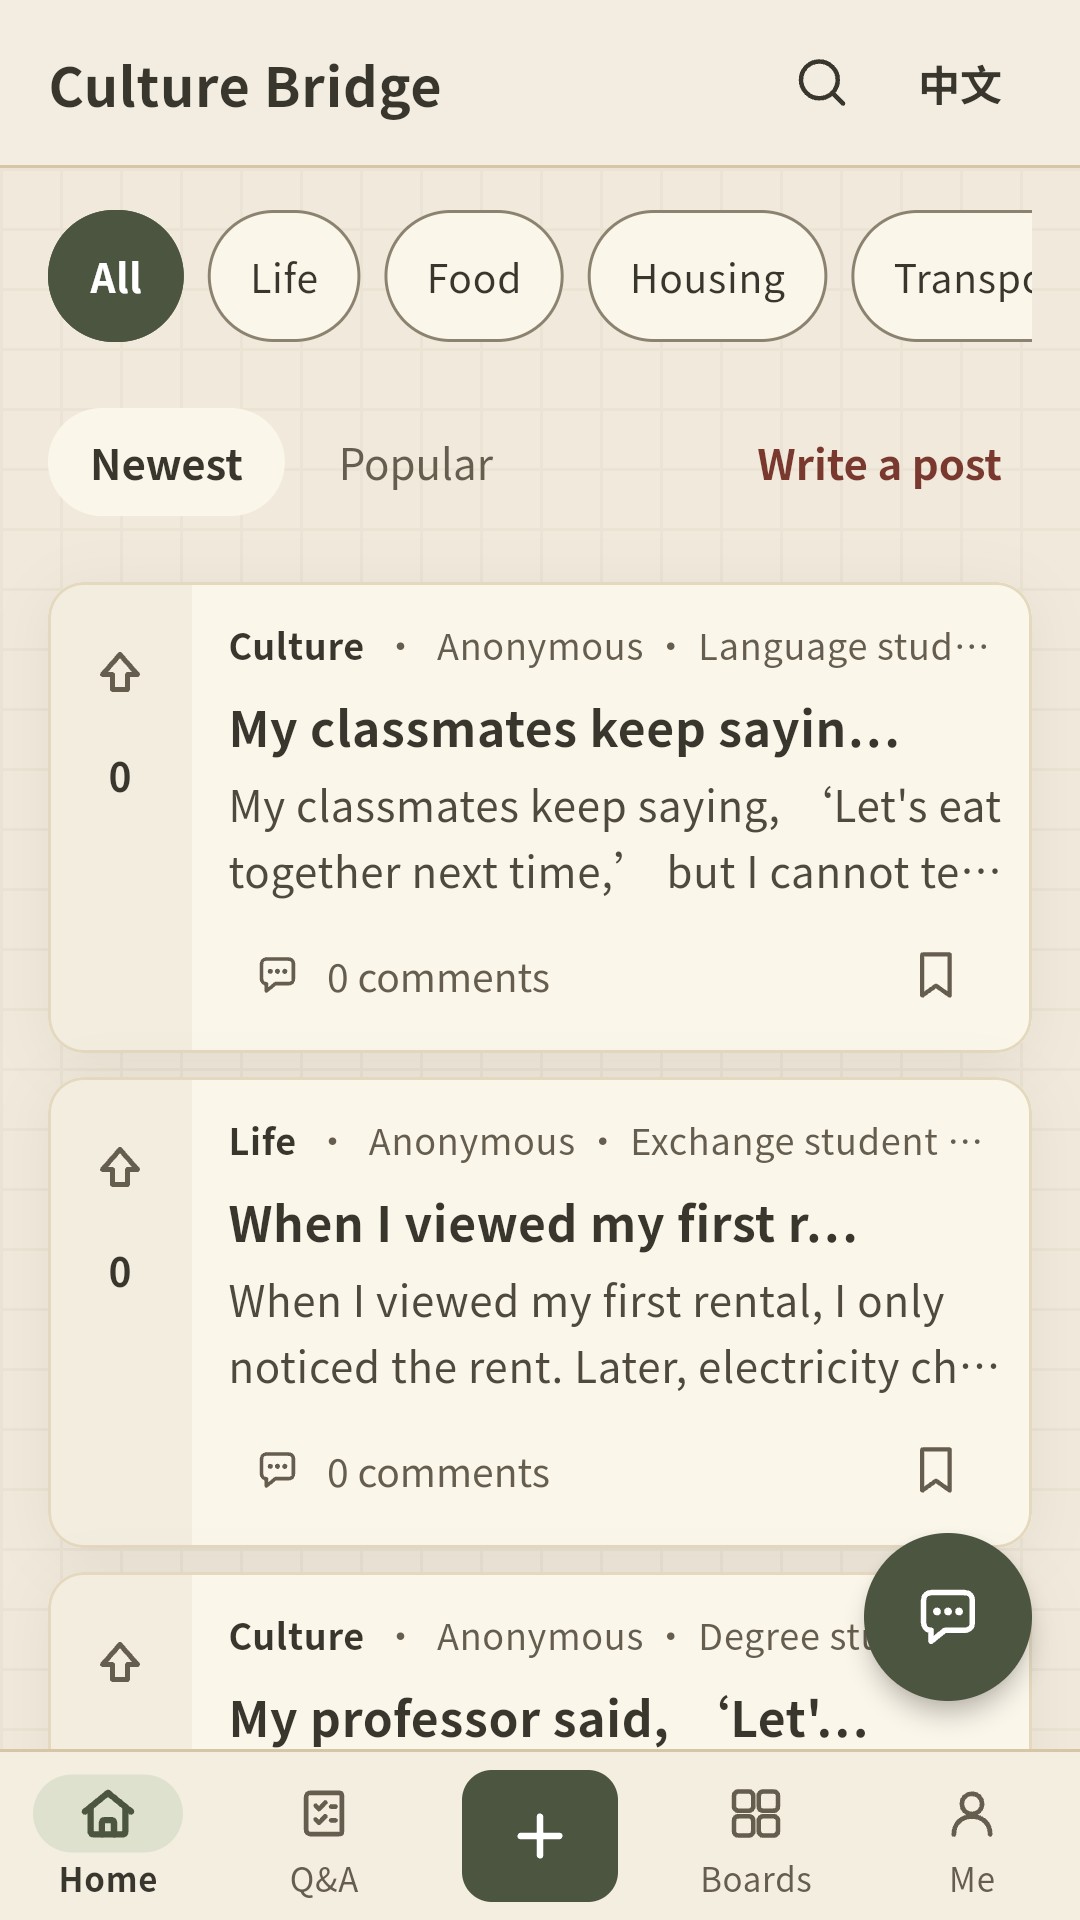 Culture Bridge
中文
All
Life
Food
Housing
Transpo
Newest
Popular
Write a post
Culture · Anonymous · Language stud…
My classmates keep sayin…
My classmates keep saying, ‘Let's eat
together next time,’ but I cannot te…
0
0 comments
Life · Anonymous · Exchange student …
When I viewed my first r…
When I viewed my first rental, I only
noticed the rent. Later, electricity ch…
0
0 comments
Culture · Anonymous · Degree stu
My professor said, ‘Let'…
Home
Q&A
Boards
Me